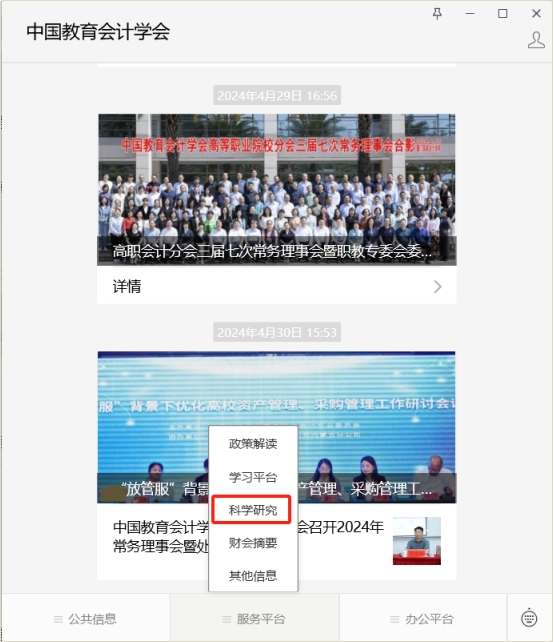 中国教育会计学会
2024年4月29日 16:56
中国教育会计学会高等职业院校分会三届七次常务理事会合影
高职会计分会三届七次常务理事会暨职教专委会委...
详情
2024年4月30日 15:53
服”背景下优化高校资产管理、采购管理工作研讨会
“放管服”背景
产管理、采购管理工...
中国教育会计学
会召开2024年
常务理事会暨处
政策解读
学习平台
科学研究
财会摘要
其他信息
公共信息
服务平台
办公平台